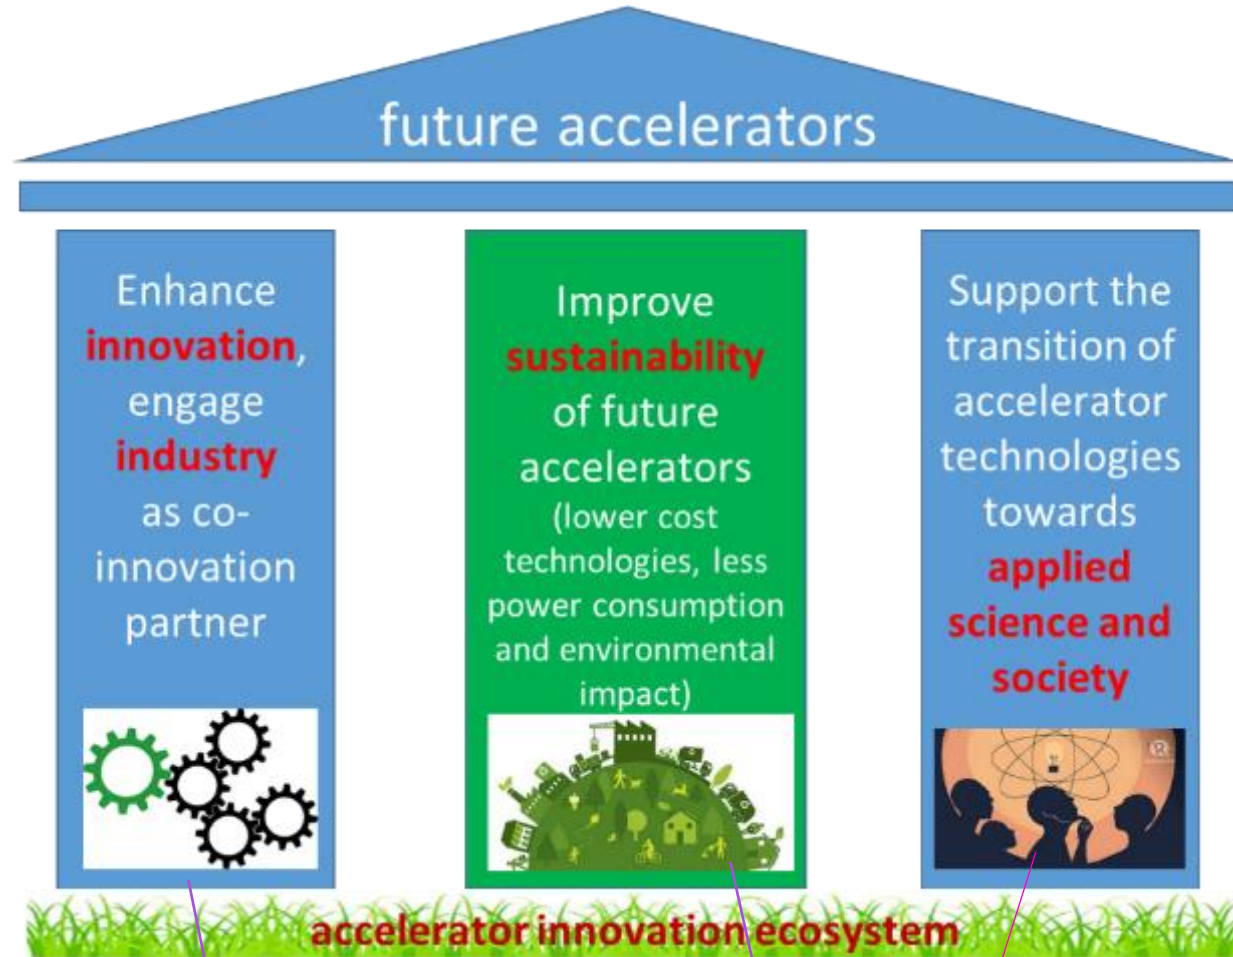 future accelerators
Enhance
innovation,
engage
industry
as co-
innovation
partner
Improve
sustainability
of future
accelerators
(lower cost
technologies, less
power consumption
and environmental
impact)
Support the
transition of
accelerator
technologies
towards
applied
science and
society
accelerator innovation ecosystem